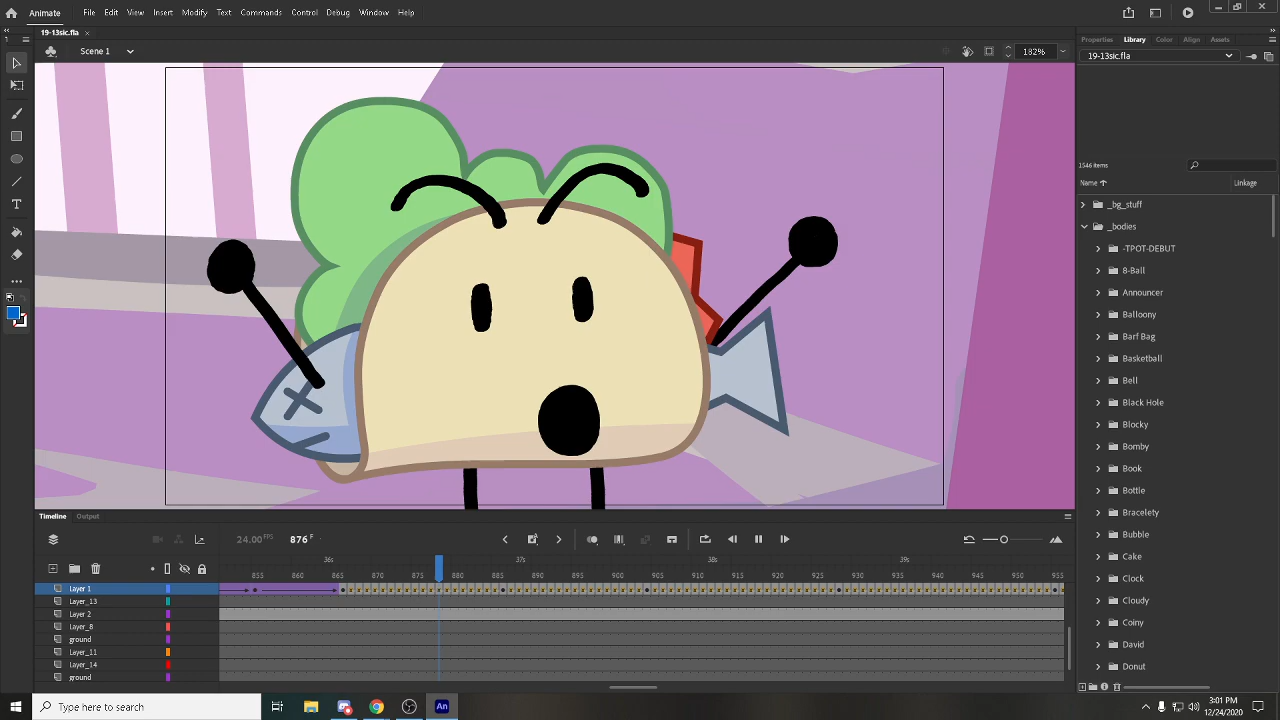 Animate File Edit View Insert Modify Text Commands Control Debug Window Help
19-13sic.fla
Scene 1 182%
Properties Library Color Align Assets
19-13sic.fla
1546 items
Name Linkage
_bg_stuff
_bodies
-TPOT-DEBUT
8-Ball
Announcer
Balloony
Barf Bag
Basketball
Bell
Black Hole
Blocky
Bomby
Book
Bottle
Bracelety
Bubble
Cake
Clock
Cloudy
Coiny
David
Donut
Timeline Output
24.00 FPS 876 F
36s 37s 38s 39s
855 860 865 870 875 880 885 890 895 900 905 910 915 920 925 930 935 940 945 950 955
Layer 1
Layer_13
Layer 2
Layer_8
ground
Layer_11
Layer_14
ground
Type here to search
An
3:01 PM
12/24/2020